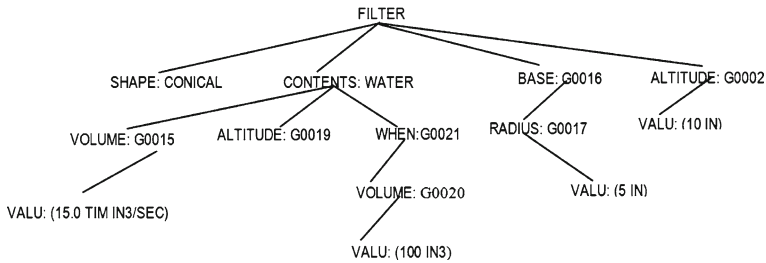 FILTER
SHAPE: CONICAL
CONTENTS: WATER
BASE: G0016
ALTITUDE: G0002
VOLUME: G0015
ALTITUDE: G0019
WHEN:G0021
RADIUS: G0017
VALU: (10 IN)
VALU: (15.0 TIM IN3/SEC)
VOLUME: G0020
VALU: (5 IN)
VALU: (100 IN3)